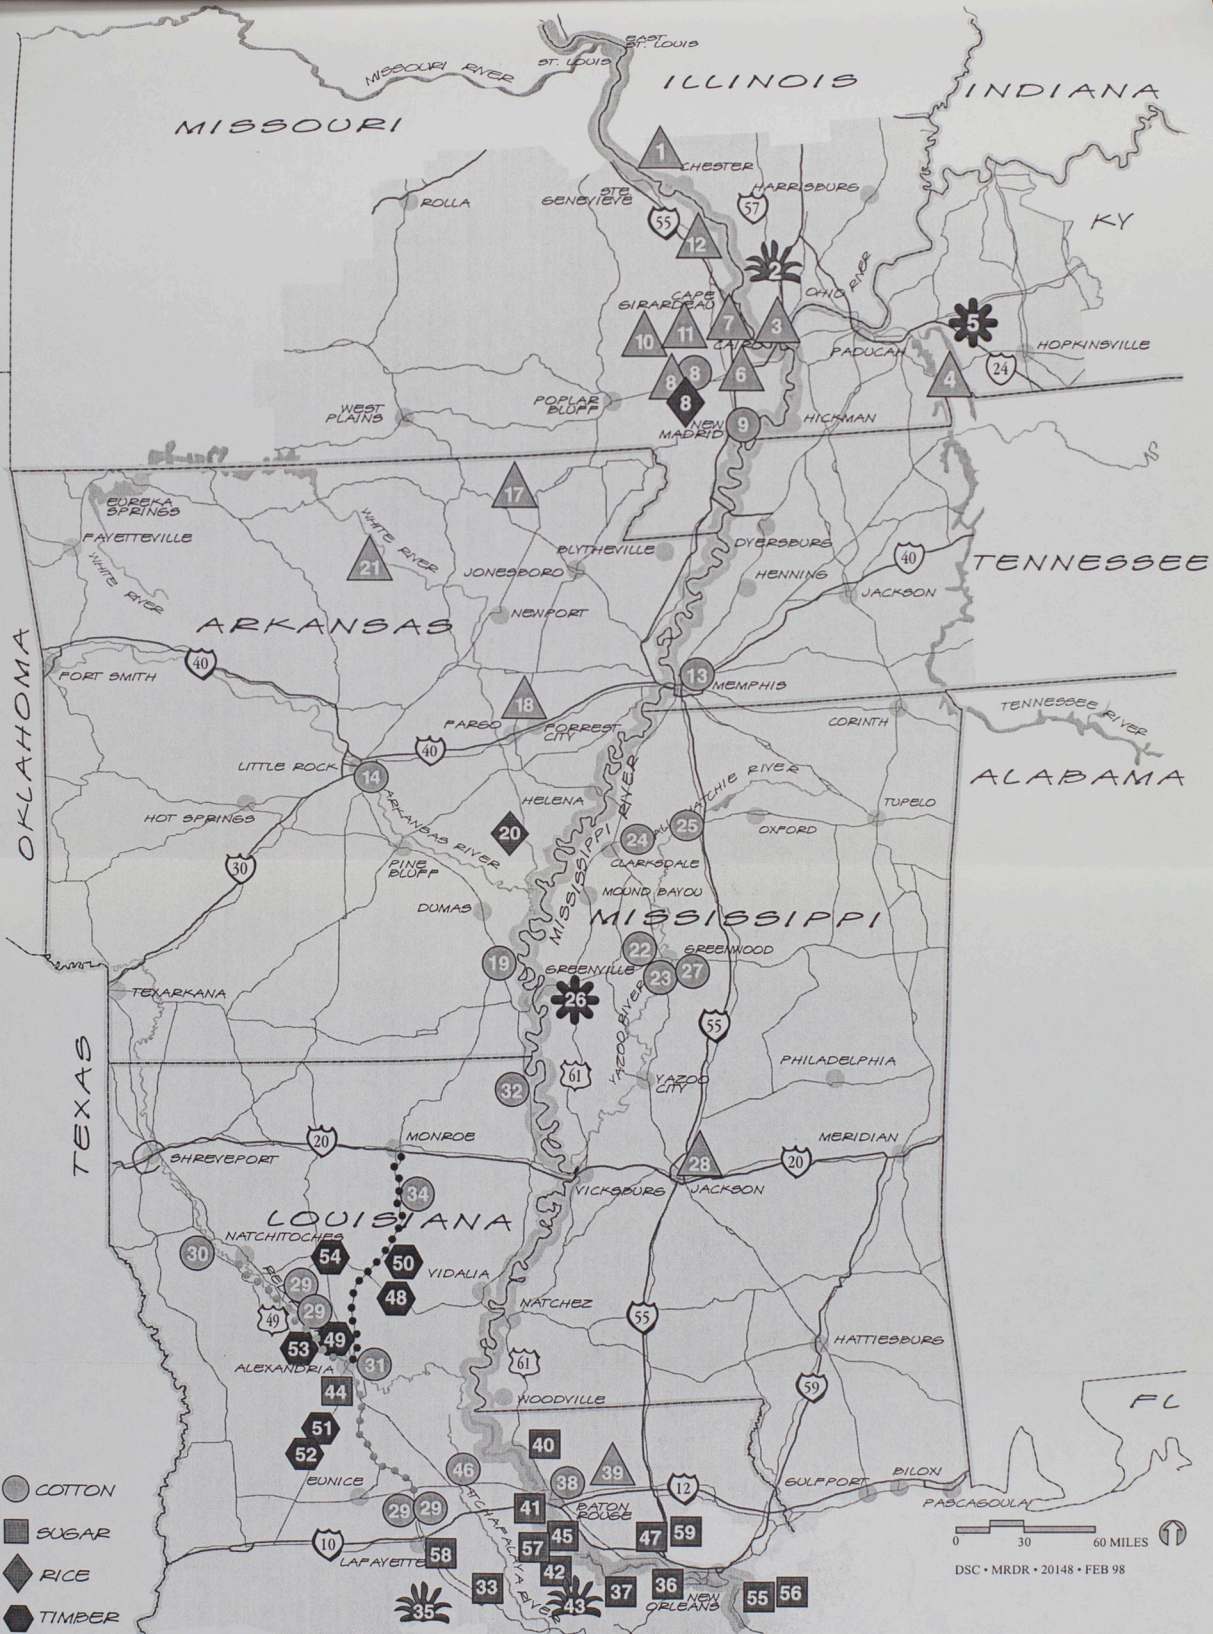 EAST
ST. LOUIS
ST. LOUIS
MISSOURI RIVER
ILLINOIS
INDIANA
MISSOURI
1
CHESTER
STE
GENEVIEVE
HARRISBURG
57
55
ROLLA
KY
12
2
OHIO RIVER
CAPE
GIRARDEAU
7
3
5
10
11
CAIRO
PADUCAH
HOPKINSVILLE
24
8
8
6
4
8
POPLAR
BLUFF
WEST
PLAINS
NEW
MADRID
9
HICKMAN
17
EUREKA
SPRINGS
WHITE RIVER
FAYETTEVILLE
WHITE
RIVER
21
JONESBORO
BLYTHEVILLE
DYERSBURG
40
TENNESSEE
HENNING
JACKSON
NEWPORT
ARKANSAS
40
FORT SMITH
13
MEMPHIS
OKLAHOMA
18
FARGO
FORREST
CITY
40
CORINTH
TENNESSEE RIVER
LITTLE ROCK
14
ALABAMA
HELENA
HOT SPRINGS
ARKANSAS RIVER
20
24
25
OXFORD
TUPELO
CLARKSDALE
30
PINE
BLUFF
MISSISSIPPI RIVER
MOUND BAYOU
DUMAS
MISSISSIPPI
22
GREENWOOD
19
GREENVILLE
23
27
TEXARKANA
26
YAZOO RIVER
55
TEXAS
61
PHILADELPHIA
32
YAZOO
CITY
20
MONROE
MERIDIAN
SHREVEPORT
28
20
VICKSBURG
JACKSON
34
LOUISIANA
NATCHITOCHES
30
54
50
VIDALIA
29
48
NATCHEZ
29
49
55
53
49
HATTIESBURG
ALEXANDRIA
31
61
59
44
WOODVILLE
FL
51
52
40
EUNICE
46
38
39
12
GULFPORT
BILOXI
PASCAGOULA
COTTON
29
29
41
BATON
ROUGE
ATCHAFALAYA RIVER
SUGAR
45
47
59
0 30 60 MILES
10
LAFAYETTE
58
57
DSC • MRDR • 20148 • FEB 98
RICE
42
33
35
43
37
36
NEW
ORLEANS
55
56
TIMBER